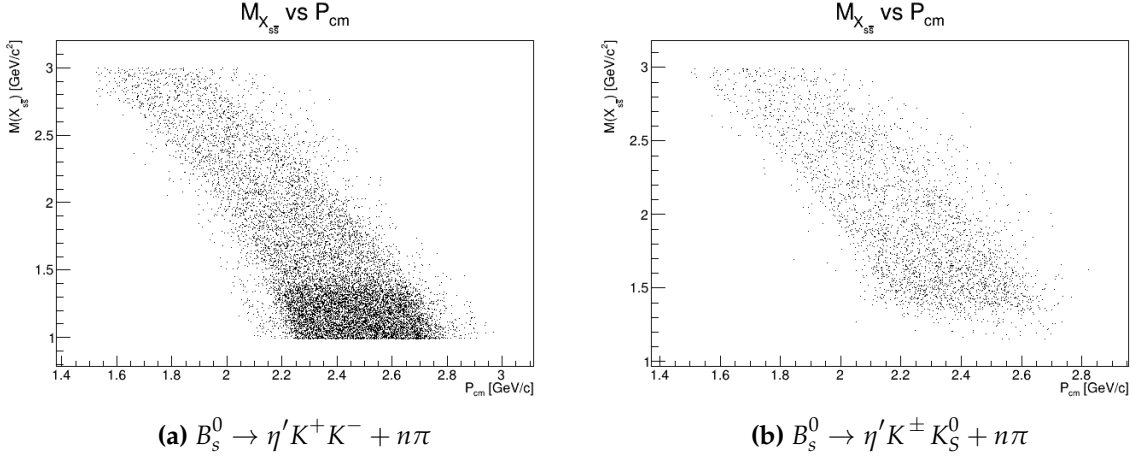 M_{X_{s\bar{s}}} vs P_{cm}
M(X_{s\bar{s}}) [GeV/c²]
3
2.5
2
1.5
1
1.4 1.6 1.8 2 2.2 2.4 2.6 2.8 3
P_{cm} [GeV/c]
(a) B_s^0 → η′K⁺K⁻ + nπ
M_{X_{s\bar{s}}} vs P_{cm}
M(X_{s\bar{s}}) [GeV/c²]
3
2.5
2
1.5
1
1.4 1.6 1.8 2 2.2 2.4 2.6 2.8
P_{cm} [GeV/c]
(b) B_s^0 → η′K^±K_S^0 + nπ